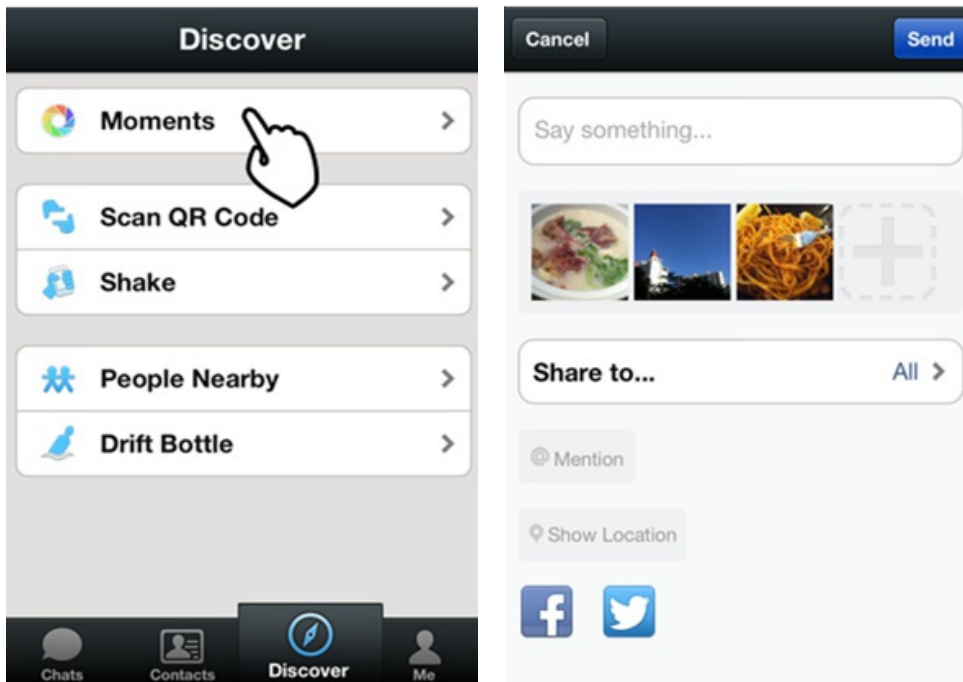 Discover
Moments
Scan QR Code
Shake
People Nearby
Drift Bottle
Chats
Contacts
Discover
Me
Cancel
Send
Say something...
Share to...
All
@ Mention
Show Location